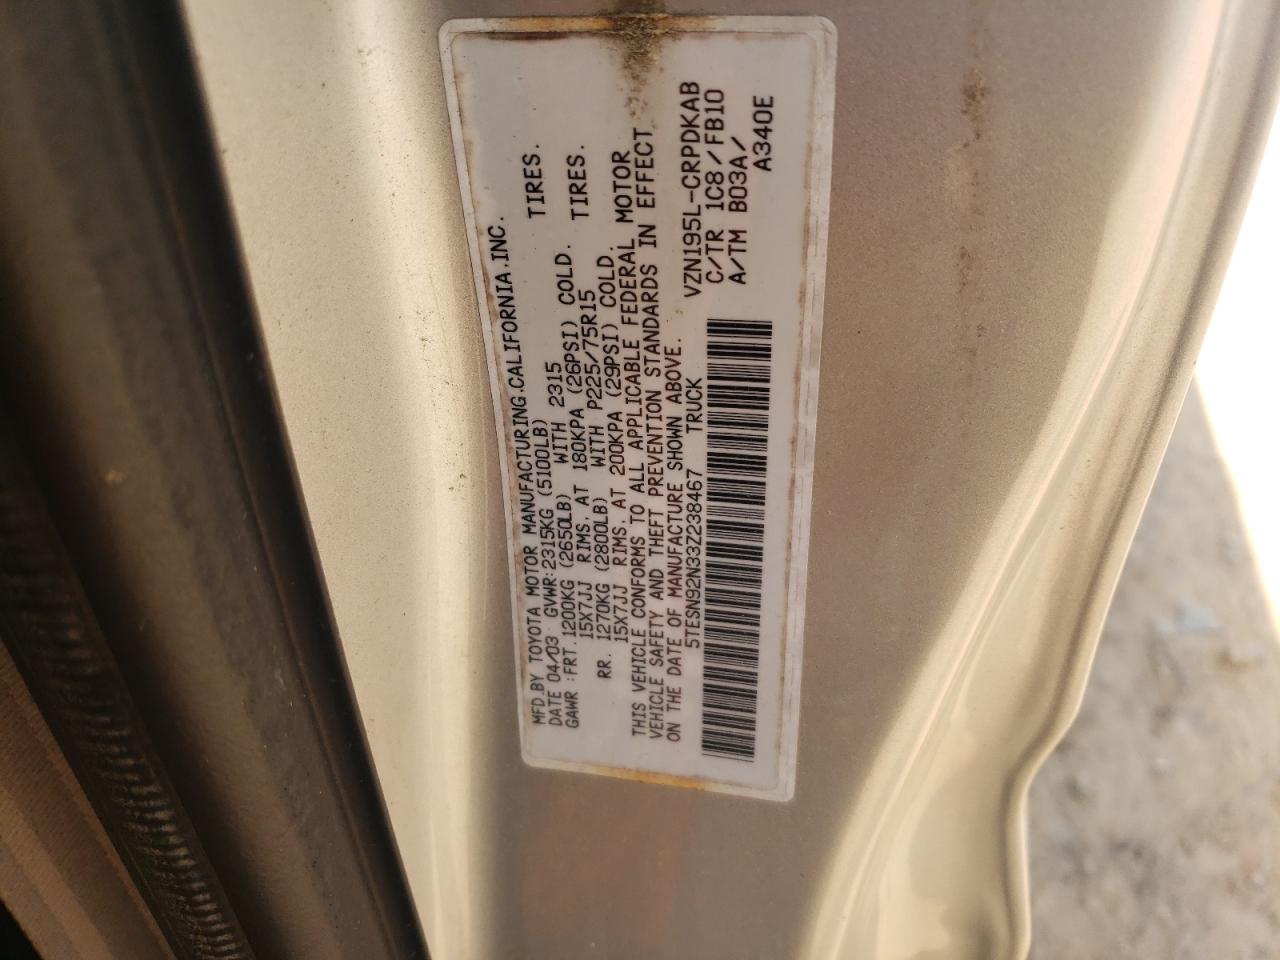 MFD.BY TOYOTA MOTOR MANUFACTURING.CALIFORNIA.INC.
DATE 04/03 GVWR:2315KG (5100LB)
GAWR :FRT.1200KG (2650LB) WITH 2315 TIRES.
15X7JJ RIMS. AT 180KPA (26PSI) COLD.
RR. 1270KG (2800LB) WITH P225/75R15 TIRES.
15X7JJ RIMS. AT 200KPA (29PSI) COLD.
THIS VEHICLE CONFORMS TO ALL APPLICABLE FEDERAL MOTOR
VEHICLE SAFETY AND THEFT PREVENTION STANDARDS IN EFFECT
ON THE DATE OF MANUFACTURE SHOWN ABOVE.
5TESN92N33Z238467 TRUCK
VZN195L-CRPDKAB
C/TR 1C8/FB10
A/TM B03A/
A340E